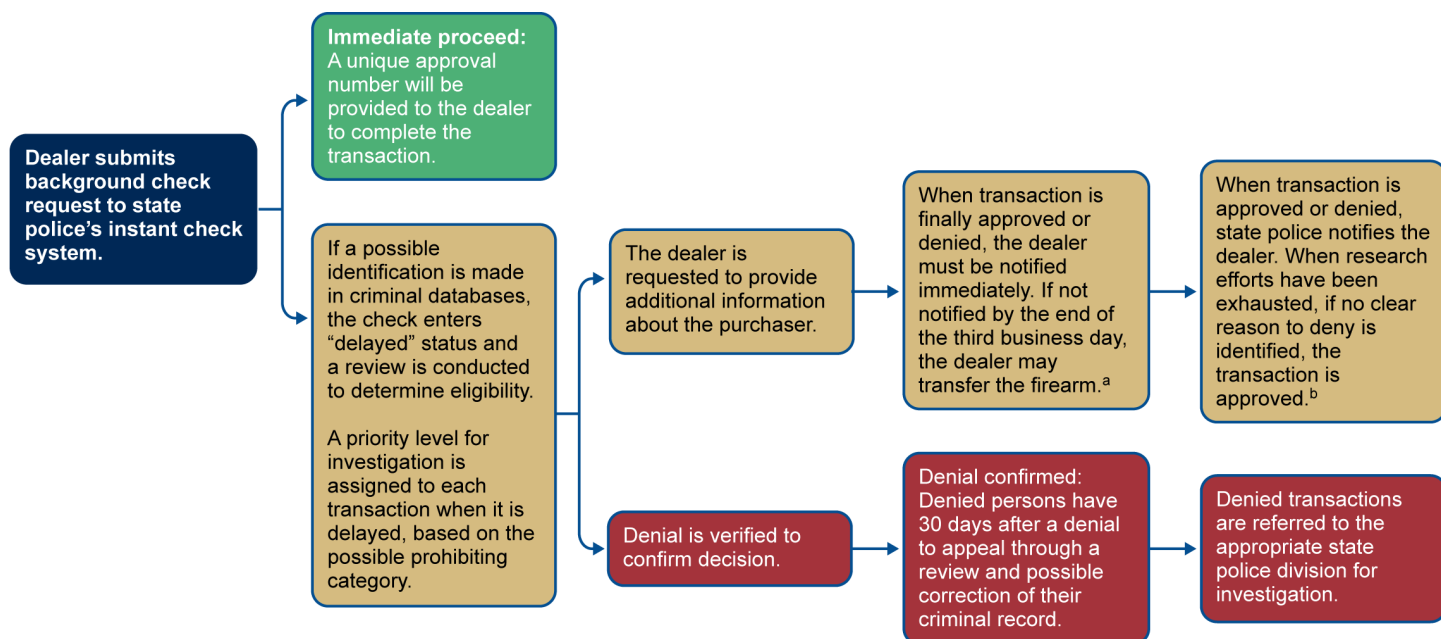 Dealer submits
background check
request to state
police’s instant check
system.
Immediate proceed:
A unique approval
number will be
provided to the dealer
to complete the
transaction.
If a possible
identification is made
in criminal databases,
the check enters
“delayed” status and
a review is conducted
to determine eligibility.
A priority level for
investigation is
assigned to each
transaction when it is
delayed, based on the
possible prohibiting
category.
The dealer is
requested to provide
additional information
about the purchaser.
When transaction is
finally approved or
denied, the dealer
must be notified
immediately. If not
notified by the end of
the third business day,
the dealer may
transfer the firearm.a
When transaction is
approved or denied,
state police notifies the
dealer. When research
efforts have been
exhausted, if no clear
reason to deny is
identified, the
transaction is
approved.b
Denial is verified to
confirm decision.
Denial confirmed:
Denied persons have
30 days after a denial
to appeal through a
review and possible
correction of their
criminal record.
Denied transactions
are referred to the
appropriate state
police division for
investigation.